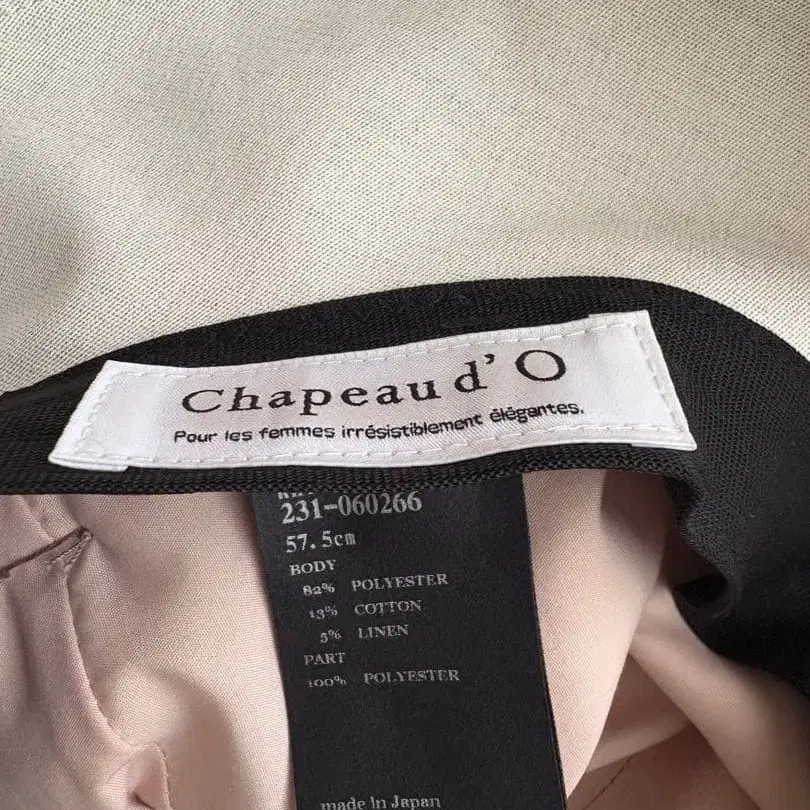 Chapeau d' O
Pour les femmes irrésistiblement élégantes.
231-060266
57.5cm
BODY
82% POLYESTER
13% COTTON
5% LINEN
PART
100% POLYESTER
made in Japan